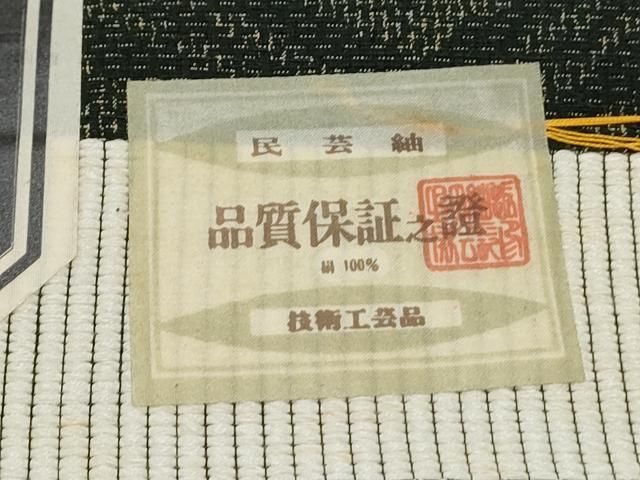 民芸紬
品質保証之證
絹 100%
技術工芸品